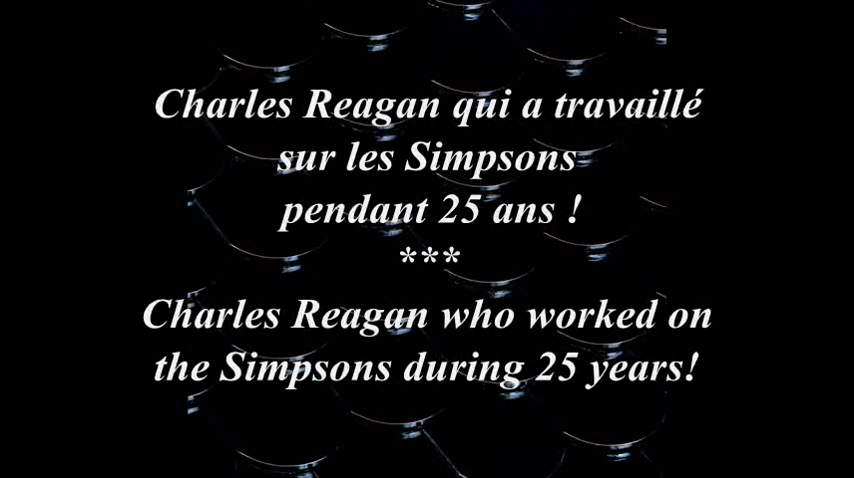 Charles Reagan qui a travaillé
sur les Simpsons
pendant 25 ans !
***
Charles Reagan who worked on
the Simpsons during 25 years!